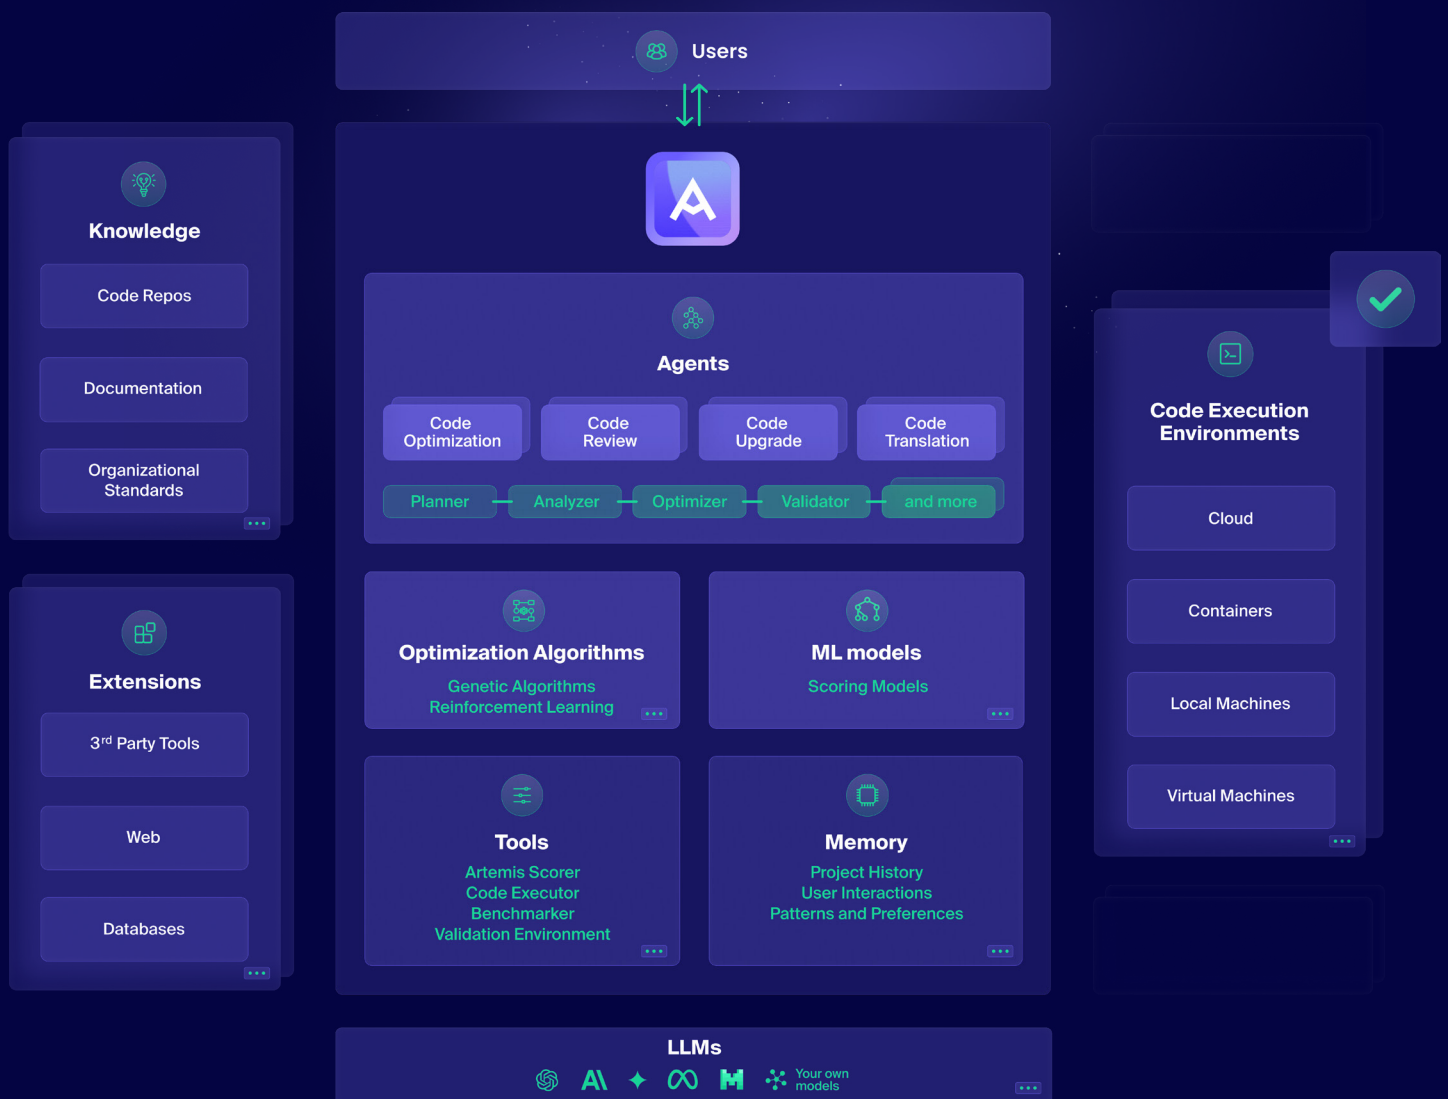 Users
Knowledge
Code Repos
Documentation
Organizational
Standards
Extensions
3rd Party Tools
Web
Databases
Agents
Code
Optimization
Code
Review
Code
Upgrade
Code
Translation
Planner
Analyzer
Optimizer
Validator
and more
Optimization Algorithms
Genetic Algorithms
Reinforcement Learning
ML models
Scoring Models
Tools
Artemis Scorer
Code Executor
Benchmarker
Validation Environment
Memory
Project History
User Interactions
Patterns and Preferences
Code Execution
Environments
Cloud
Containers
Local Machines
Virtual Machines
LLMs
Your own
models